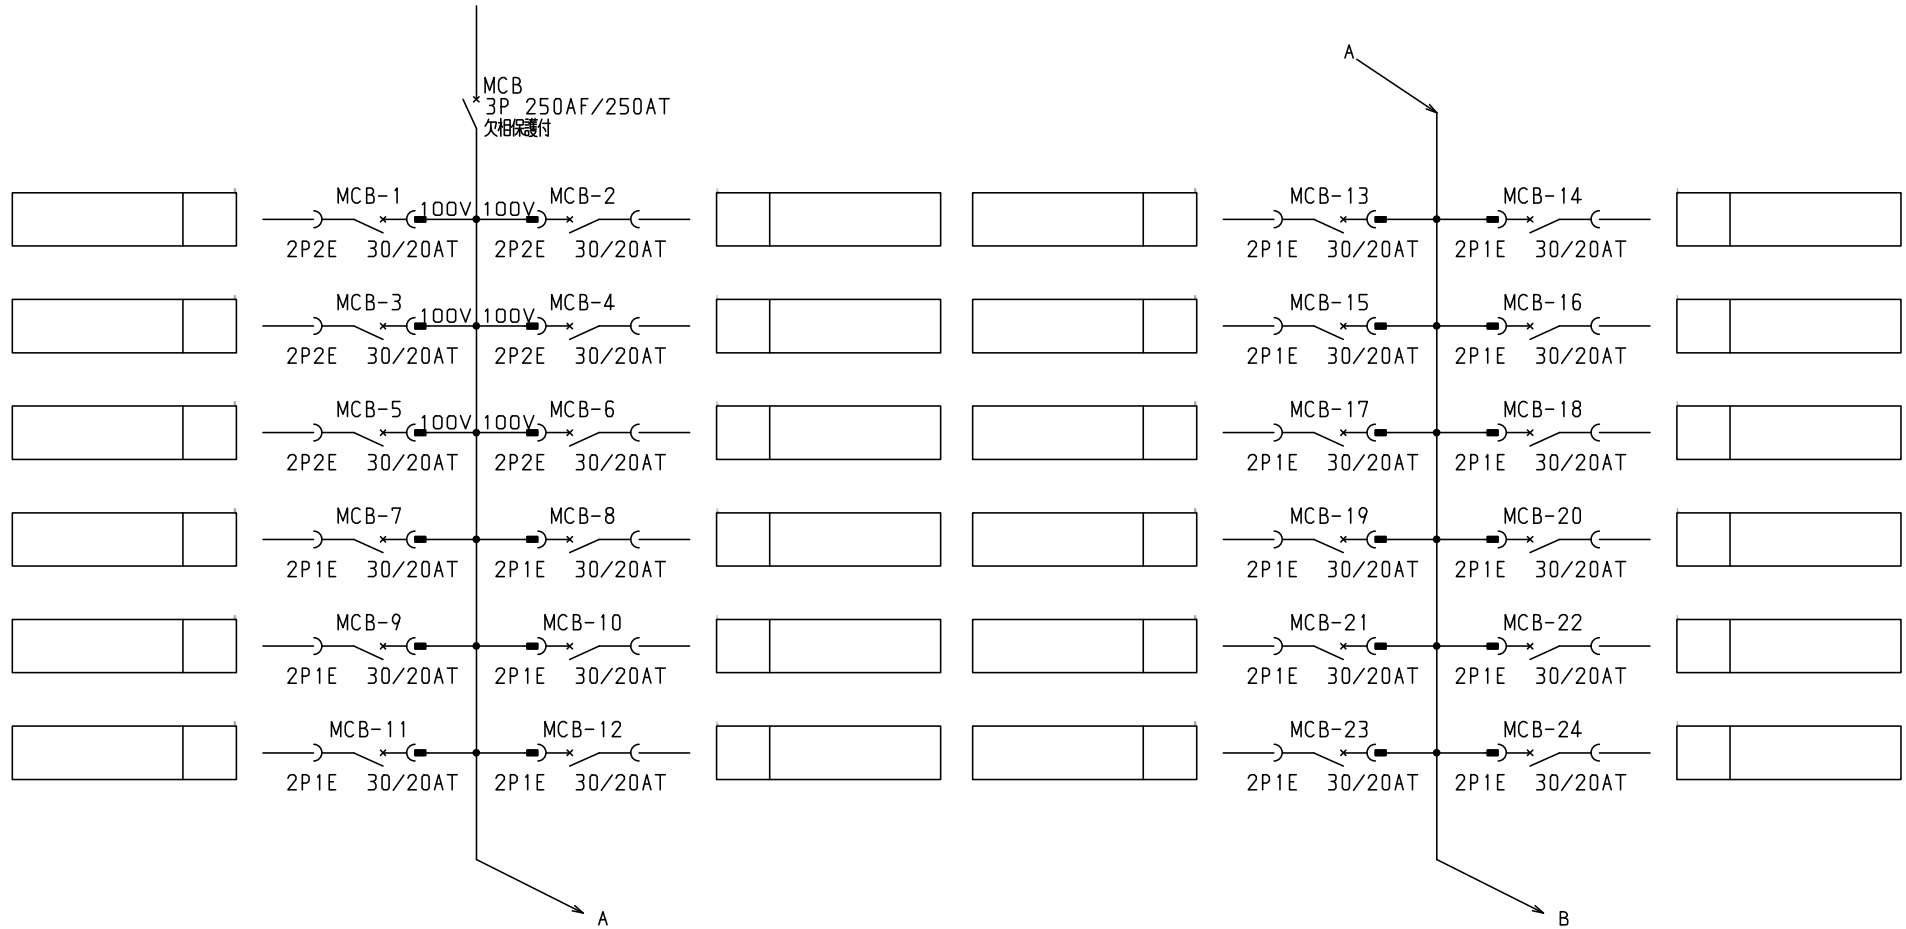 MCB
3P 250AF/250AT
欠相保護付
A
MCB-1 100V 100V MCB-2
2P2E 30/20AT 2P2E 30/20AT
MCB-13 MCB-14
2P1E 30/20AT 2P1E 30/20AT
MCB-3 100V 100V MCB-4
2P2E 30/20AT 2P2E 30/20AT
MCB-15 MCB-16
2P1E 30/20AT 2P1E 30/20AT
MCB-5 100V 100V MCB-6
2P2E 30/20AT 2P2E 30/20AT
MCB-17 MCB-18
2P1E 30/20AT 2P1E 30/20AT
MCB-7 MCB-8
2P1E 30/20AT 2P1E 30/20AT
MCB-19 MCB-20
2P1E 30/20AT 2P1E 30/20AT
MCB-9 MCB-10
2P1E 30/20AT 2P1E 30/20AT
MCB-21 MCB-22
2P1E 30/20AT 2P1E 30/20AT
MCB-11 MCB-12
2P1E 30/20AT 2P1E 30/20AT
MCB-23 MCB-24
2P1E 30/20AT 2P1E 30/20AT
A
B